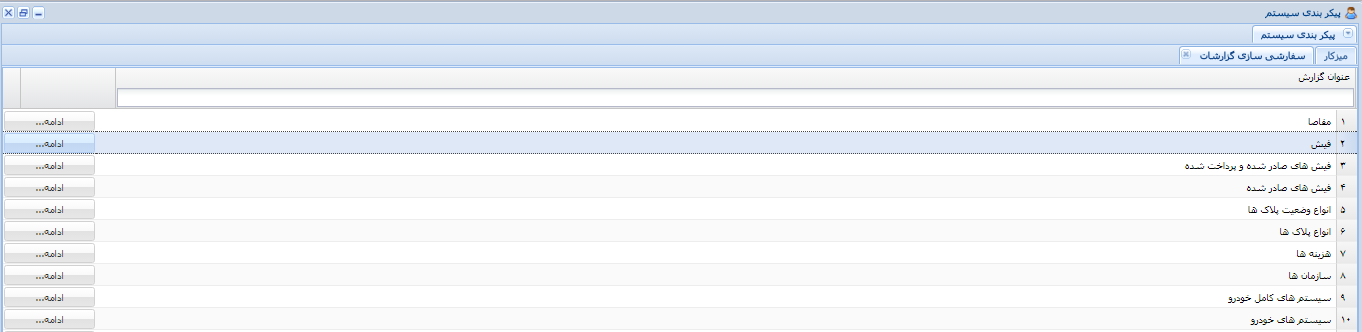 پیکر بندی سیستم
پیکر بندی سیستم
میزکار سفارشی سازی گزارشات
عنوان گزارش
۱ مفاصا ادامه...
۲ فیش ادامه...
۳ فیش های صادر شده و پرداخت شده ادامه...
۴ فیش های صادر شده ادامه...
۵ انواع وضعیت پلاک ها ادامه...
۶ انواع پلاک ها ادامه...
۷ هزینه ها ادامه...
۸ سازمان ها ادامه...
۹ سیستم های کامل خودرو ادامه...
۱۰ سیستم های خودرو ادامه...